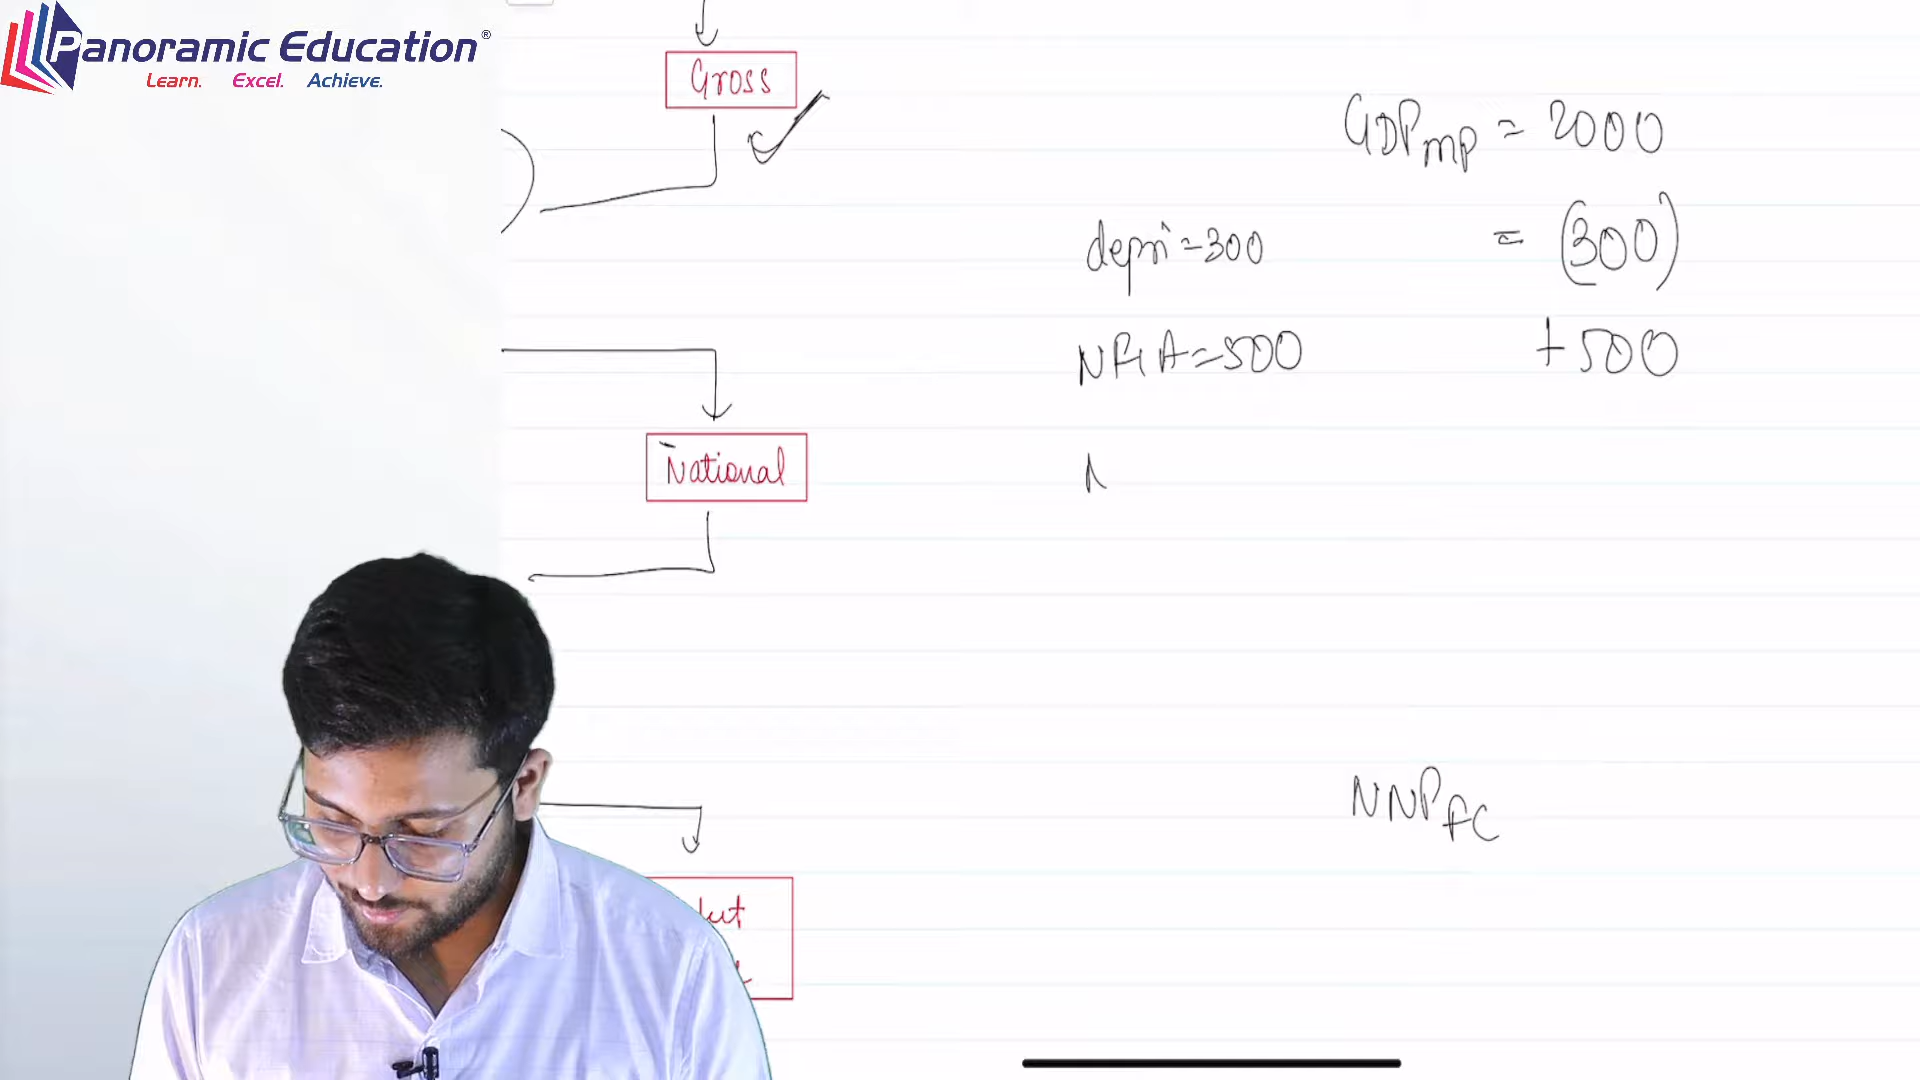 Panoramic Education®
Learn. Excel. Achieve.
Gross
GDPMP = 2000
depri = 300 = (300)
NFIA = 500 + 500
National
N
NNPFC